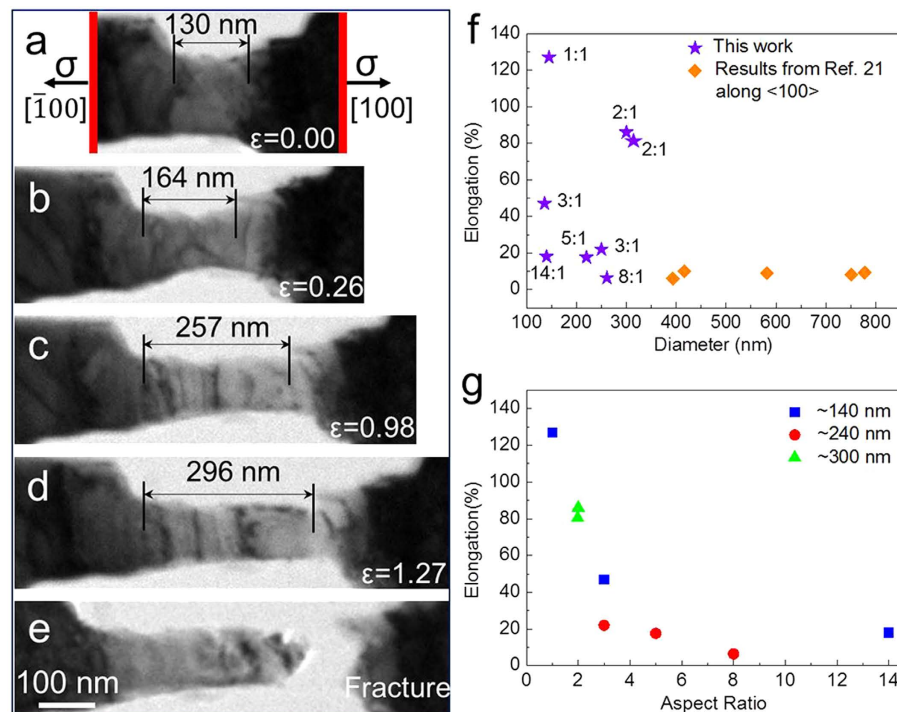 a
130 nm
σ
σ
[1̄00]
[100]
ε=0.00
b
164 nm
ε=0.26
c
257 nm
ε=0.98
d
296 nm
ε=1.27
e
100 nm
Fracture
f
140
120
100
80
60
40
20
0
Elongation (%)
1:1
2:1
2:1
3:1
5:1
3:1
14:1
8:1
This work
Results from Ref. 21
along <100>
100 200 300 400 500 600 700 800
Diameter (nm)
g
140
120
100
80
60
40
20
0
Elongation(%)
~140 nm
~240 nm
~300 nm
0 2 4 6 8 10 12 14
Aspect Ratio